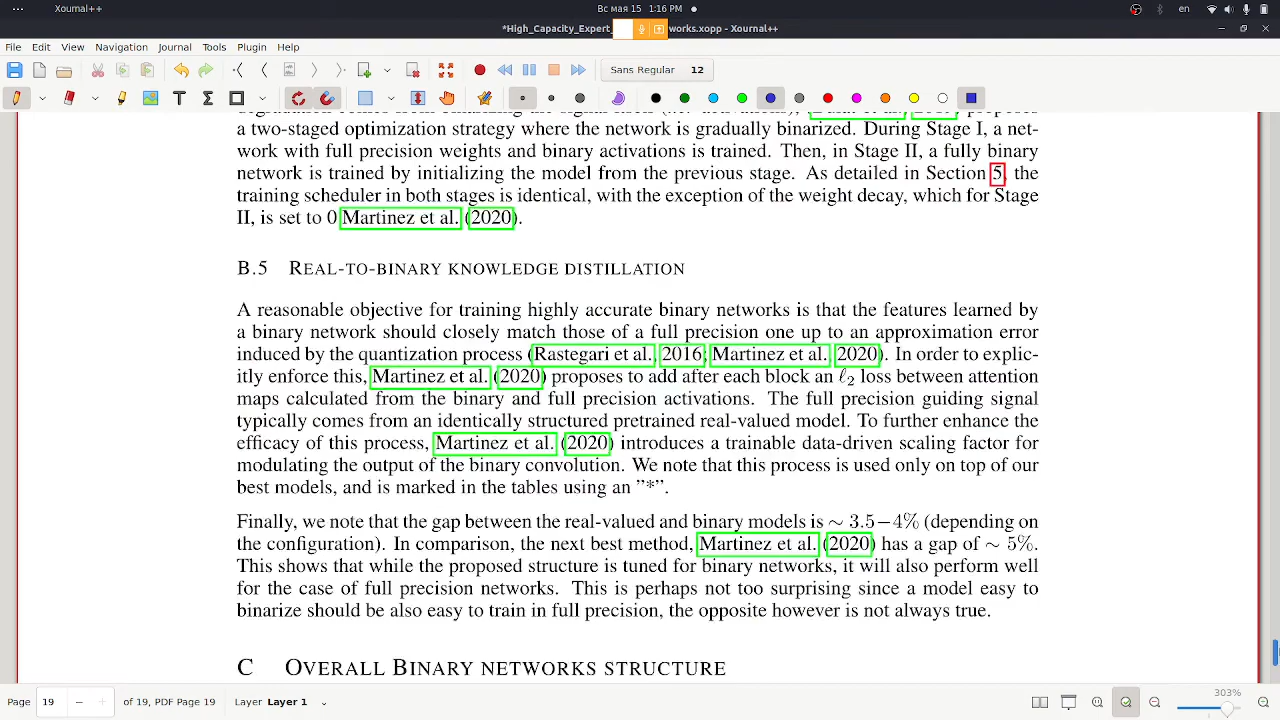 Xournal++
Вс мая 15 1:16 PM
en
*High_Capacity_Expert_ works.xopp - Xournal++
File Edit View Navigation Journal Tools Plugin Help
Sans Regular 12
a two-staged optimization strategy where the network is gradually binarized. During Stage I, a net-
work with full precision weights and binary activations is trained. Then, in Stage II, a fully binary
network is trained by initializing the model from the previous stage. As detailed in Section 5, the
training scheduler in both stages is identical, with the exception of the weight decay, which for Stage
II, is set to 0 Martinez et al. (2020).
B.5 REAL-TO-BINARY KNOWLEDGE DISTILLATION
A reasonable objective for training highly accurate binary networks is that the features learned by
a binary network should closely match those of a full precision one up to an approximation error
induced by the quantization process (Rastegari et al., 2016; Martinez et al., 2020). In order to explic-
itly enforce this, Martinez et al. (2020) proposes to add after each block an ℓ2 loss between attention
maps calculated from the binary and full precision activations. The full precision guiding signal
typically comes from an identically structured pretrained real-valued model. To further enhance the
efficacy of this process, Martinez et al. (2020) introduces a trainable data-driven scaling factor for
modulating the output of the binary convolution. We note that this process is used only on top of our
best models, and is marked in the tables using an ”*”.
Finally, we note that the gap between the real-valued and binary models is ∼ 3.5−4% (depending on
the configuration). In comparison, the next best method, Martinez et al. (2020) has a gap of ∼ 5%.
This shows that while the proposed structure is tuned for binary networks, it will also perform well
for the case of full precision networks. This is perhaps not too surprising since a model easy to
binarize should be also easy to train in full precision, the opposite however is not always true.
C OVERALL BINARY NETWORKS STRUCTURE
Page 19 of 19, PDF Page 19 Layer Layer 1
303%